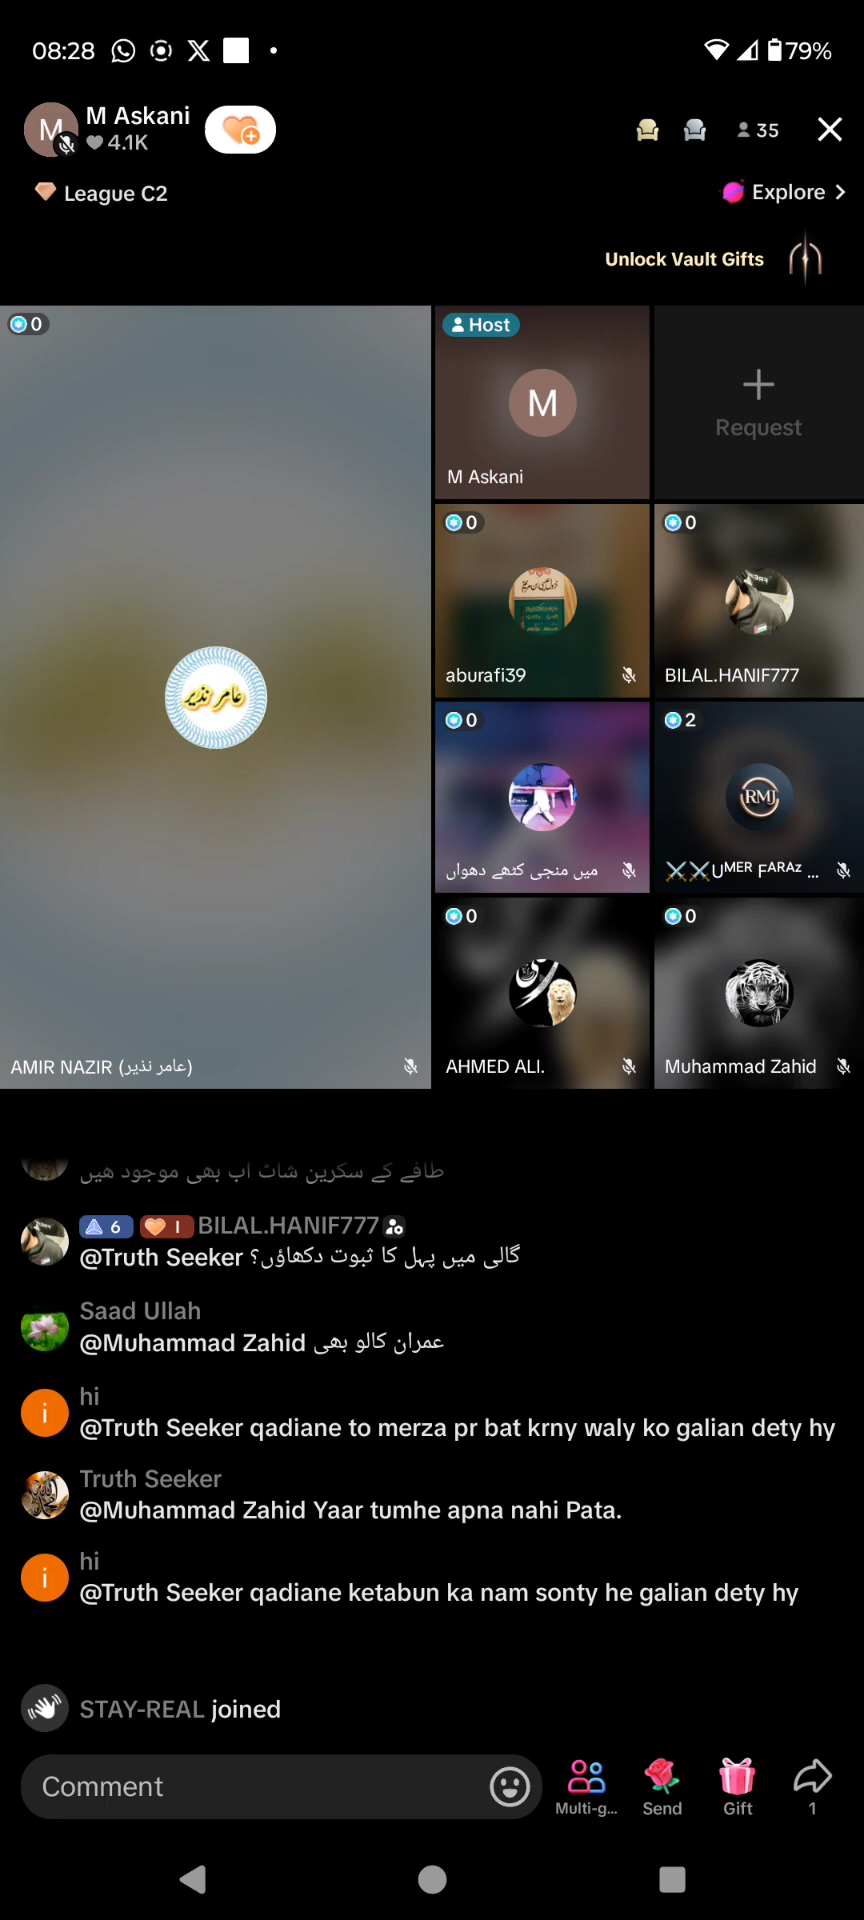 08:28
79%
M
M Askani
4.1K
35
League C2
Explore
Unlock Vault Gifts
0
Host
M
M Askani
Request
0
aburafi39
0
BILAL.HANIF777
عامر نذیر
0
میں منجی کتھے دھواں
2
RMJ
⚔️⚔️Uᴹᴱᴿ Fᴬᴿᴬᶻ ...
0
AHMED ALI.
0
Muhammad Zahid
AMIR NAZIR (عامر نذیر)
طافے کے سکرین شاٹ اب بھی موجود ھیں
6 I BILAL.HANIF777
@Truth Seeker گالی میں پہل کا ثبوت دکھاؤں؟
Saad Ullah
@Muhammad Zahid عمران کالو بھی
i
hi
@Truth Seeker qadiane to merza pr bat krny waly ko galian dety hy
Truth Seeker
@Muhammad Zahid Yaar tumhe apna nahi Pata.
i
hi
@Truth Seeker qadiane ketabun ka nam sonty he galian dety hy
STAY-REAL joined
Comment
Multi-g...
Send
Gift
1